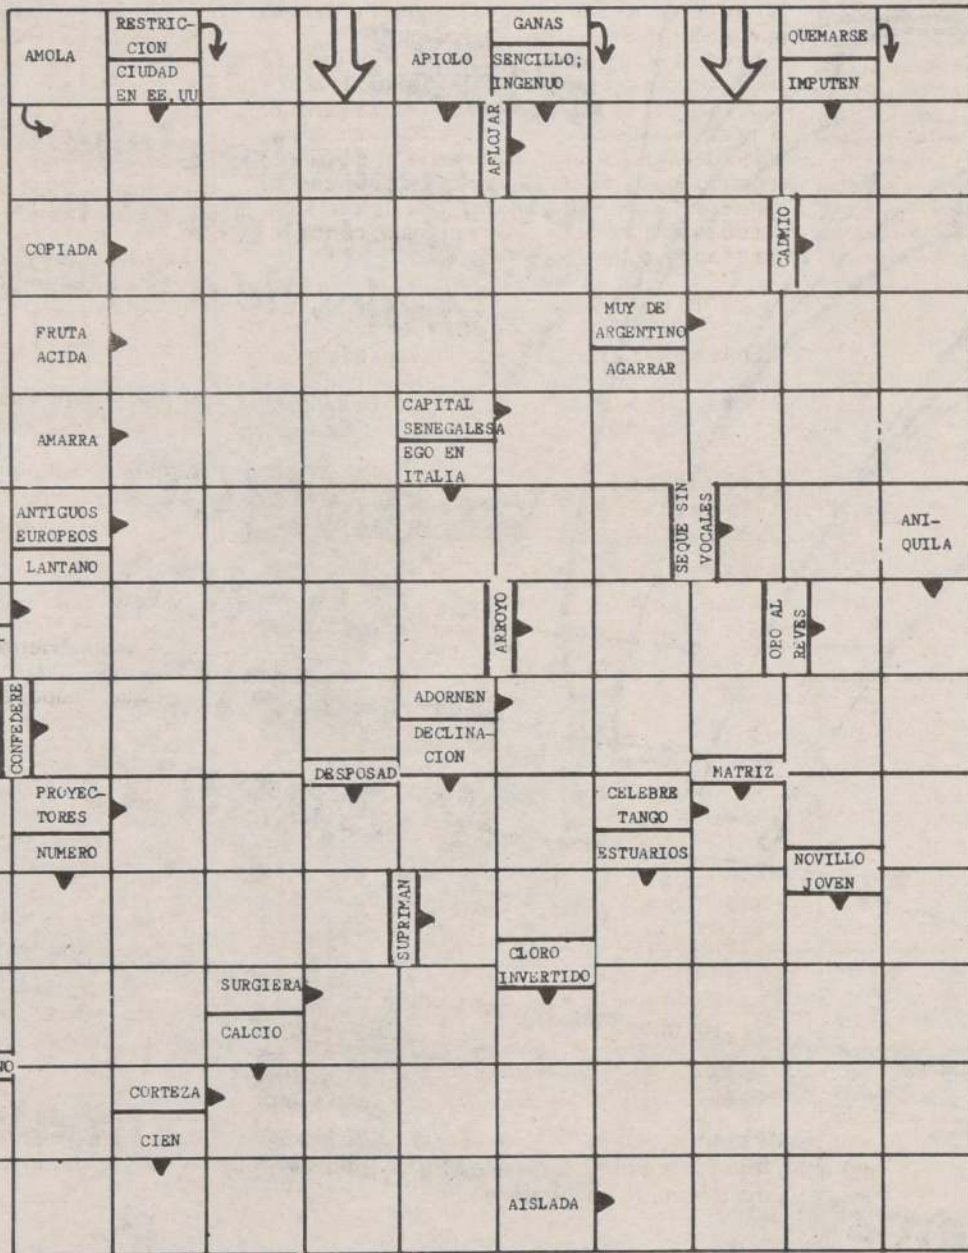 AMOLA
RESTRIC-
CION
CIUDAD
EN EE.UU
APIOLO
GANAS
SENCILLO;
INGENUO
QUEMARSE
IMPUTEN
AFLOJAR
COPIADA
CADMIO
FRUTA
ACIDA
MUY DE
ARGENTINO
AGARRAR
AMARRA
CAPITAL
SENEGALESA
EGO EN
ITALIA
ANTIGUOS
EUROPEOS
LANTANO
SEQUE SIN
VOCALES
ANI-
QUILA
ARROYO
ORO AL
REVES
CONPEDERE
ADORNEN
DECLINA-
CION
DESPOSAD
MATRIZ
PROYEC-
TORES
NUMERO
CELEBRE
TANGO
ESTUARIOS
NOVILLO
JOVEN
SUPRIMAN
CLORO
INVERTIDO
SURGIERA
CALCIO
NO
CORTEZA
CIEN
AISLADA